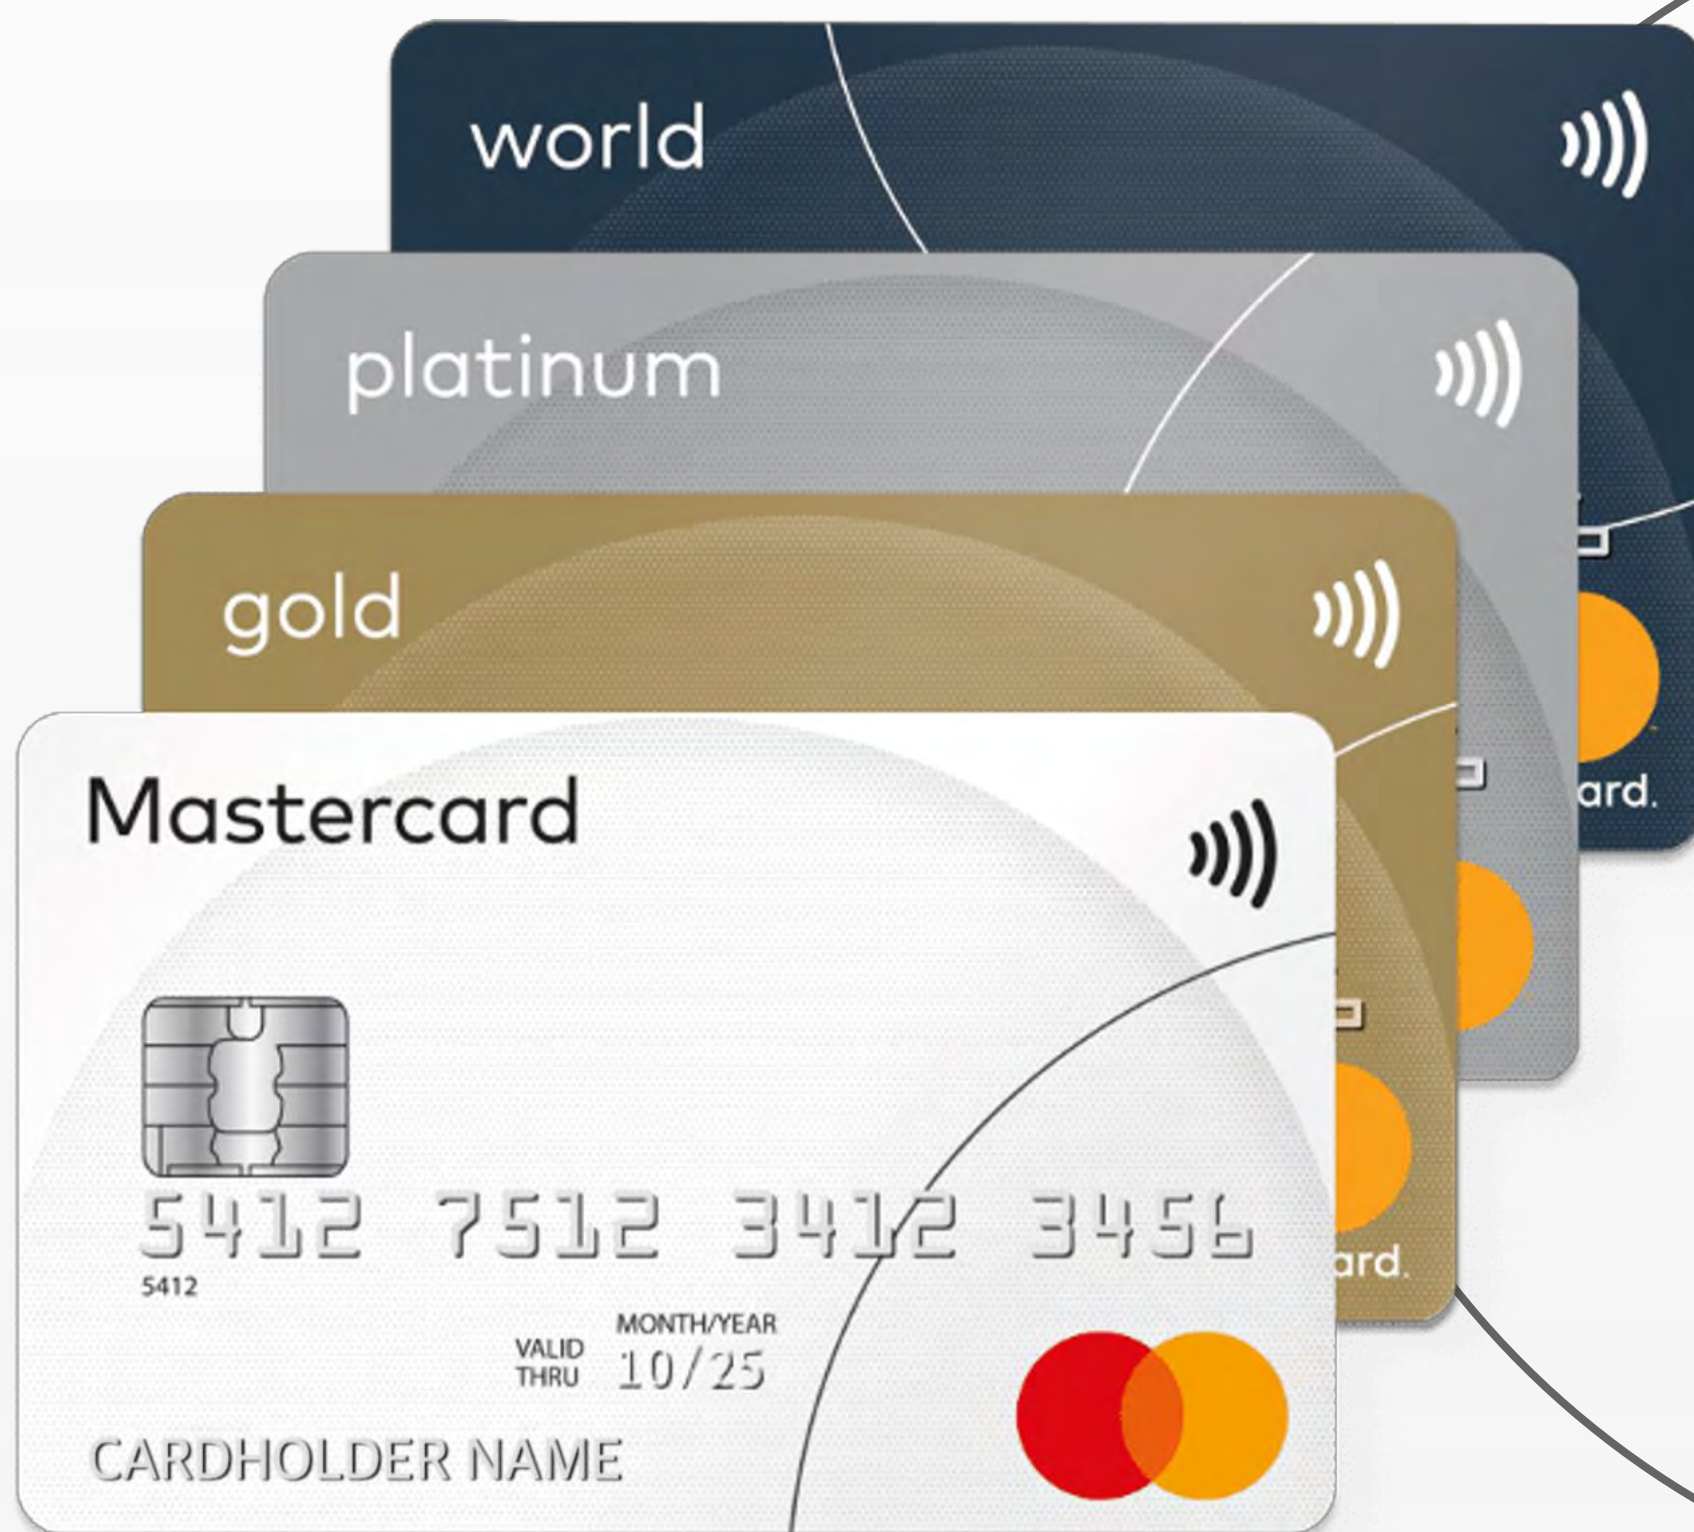 world
platinum
ard.
gold
Mastercard
5412 7512 3412 3456
ard.
5412
MONTH/YEAR
VALID
THRU 10/25
CARDHOLDER NAME